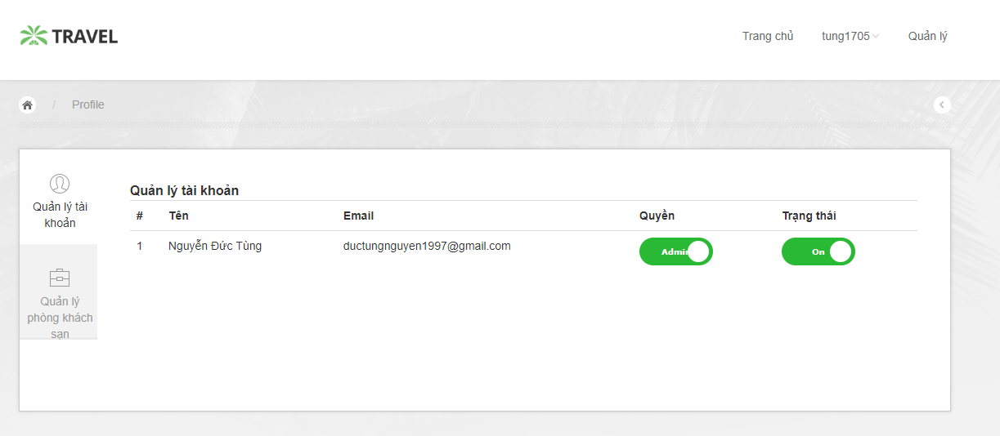 TRAVEL
Trang chủ tung1705 Quản lý
/ Profile
Quản lý tài
khoản
Quản lý
phòng khách
sạn
Quản lý tài khoản
# Tên Email Quyền Trạng thái
1 Nguyễn Đức Tùng ductungnguyen1997@gmail.com Admin On